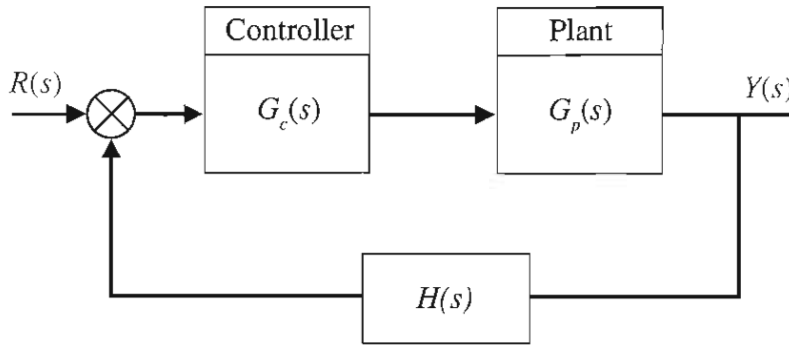 Controller
Plant
R(s)
G_c(s)
G_p(s)
Y(s)
H(s)